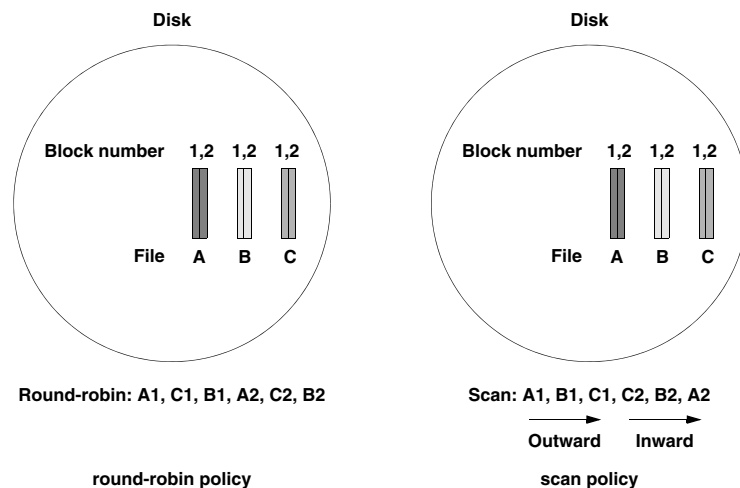 Disk
Block number 1,2 1,2 1,2
File A B C
Round-robin: A1, C1, B1, A2, C2, B2
round-robin policy
Disk
Block number 1,2 1,2 1,2
File A B C
Scan: A1, B1, C1, C2, B2, A2
Outward Inward
scan policy